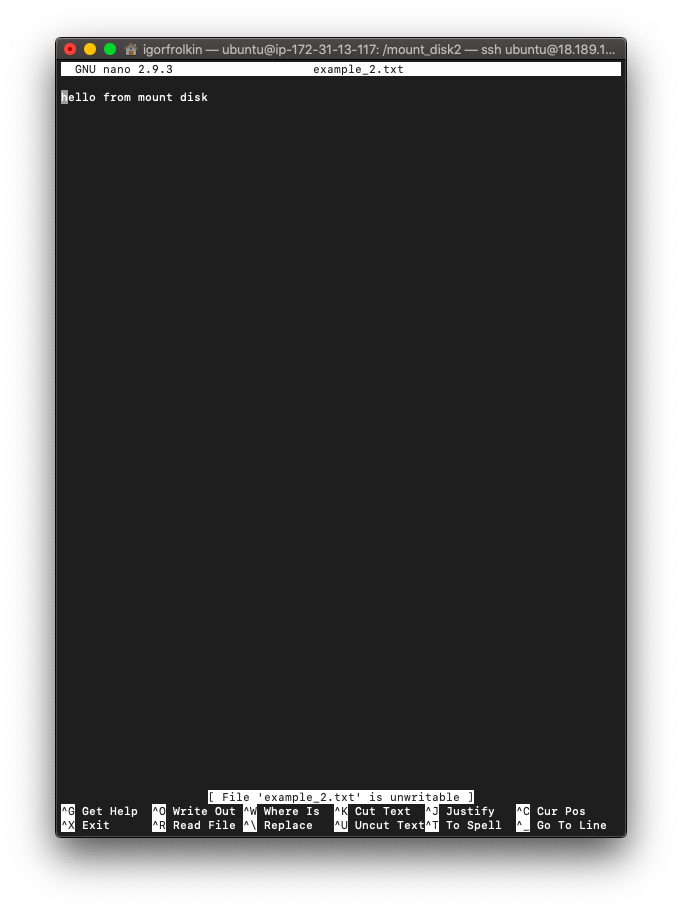 igorfrolkin — ubuntu@ip-172-31-13-117: /mount_disk2 — ssh ubuntu@18.189.1...
GNU nano 2.9.3 example_2.txt
hello from mount disk
[ File 'example_2.txt' is unwritable ]
^G Get Help ^O Write Out ^W Where Is ^K Cut Text ^J Justify ^C Cur Pos
^X Exit ^R Read File ^\ Replace ^U Uncut Text ^T To Spell ^_ Go To Line